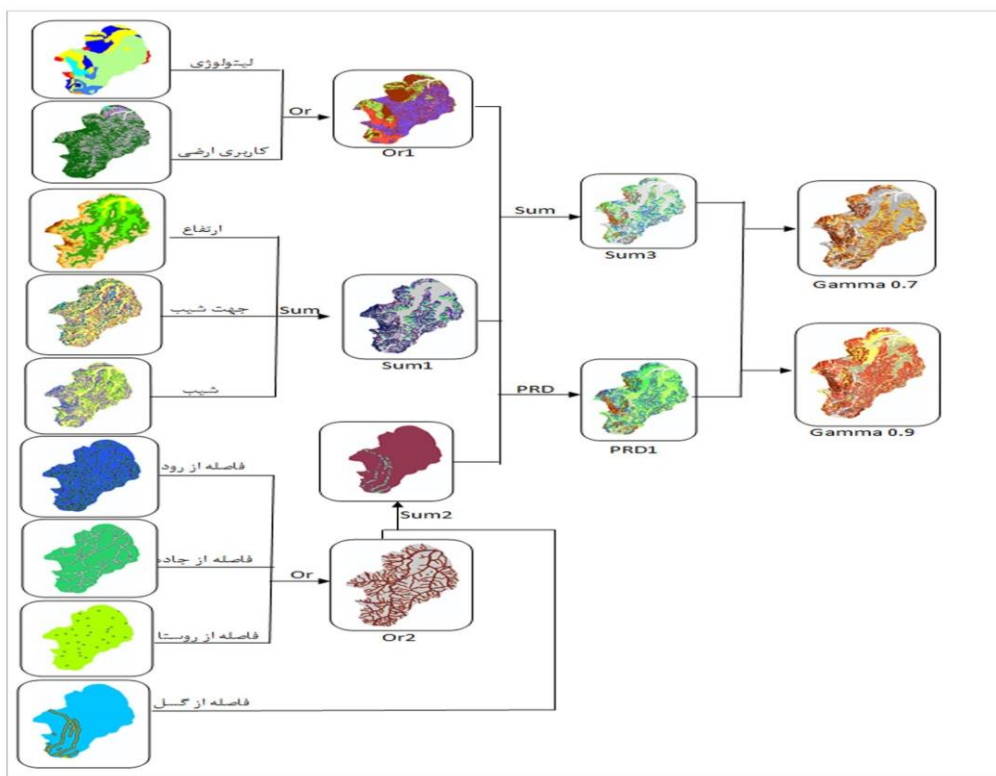 لیتولوژی
Or
کاربری ارضی
Or1
ارتفاع
Sum
Sum3
Gamma 0.7
جهت شیب
Sum
Sum1
شیب
PRD
PRD1
Gamma 0.9
فاصله از رود
Sum2
فاصله از جاده
Or
Or2
فاصله از روستا
فاصله از گسل